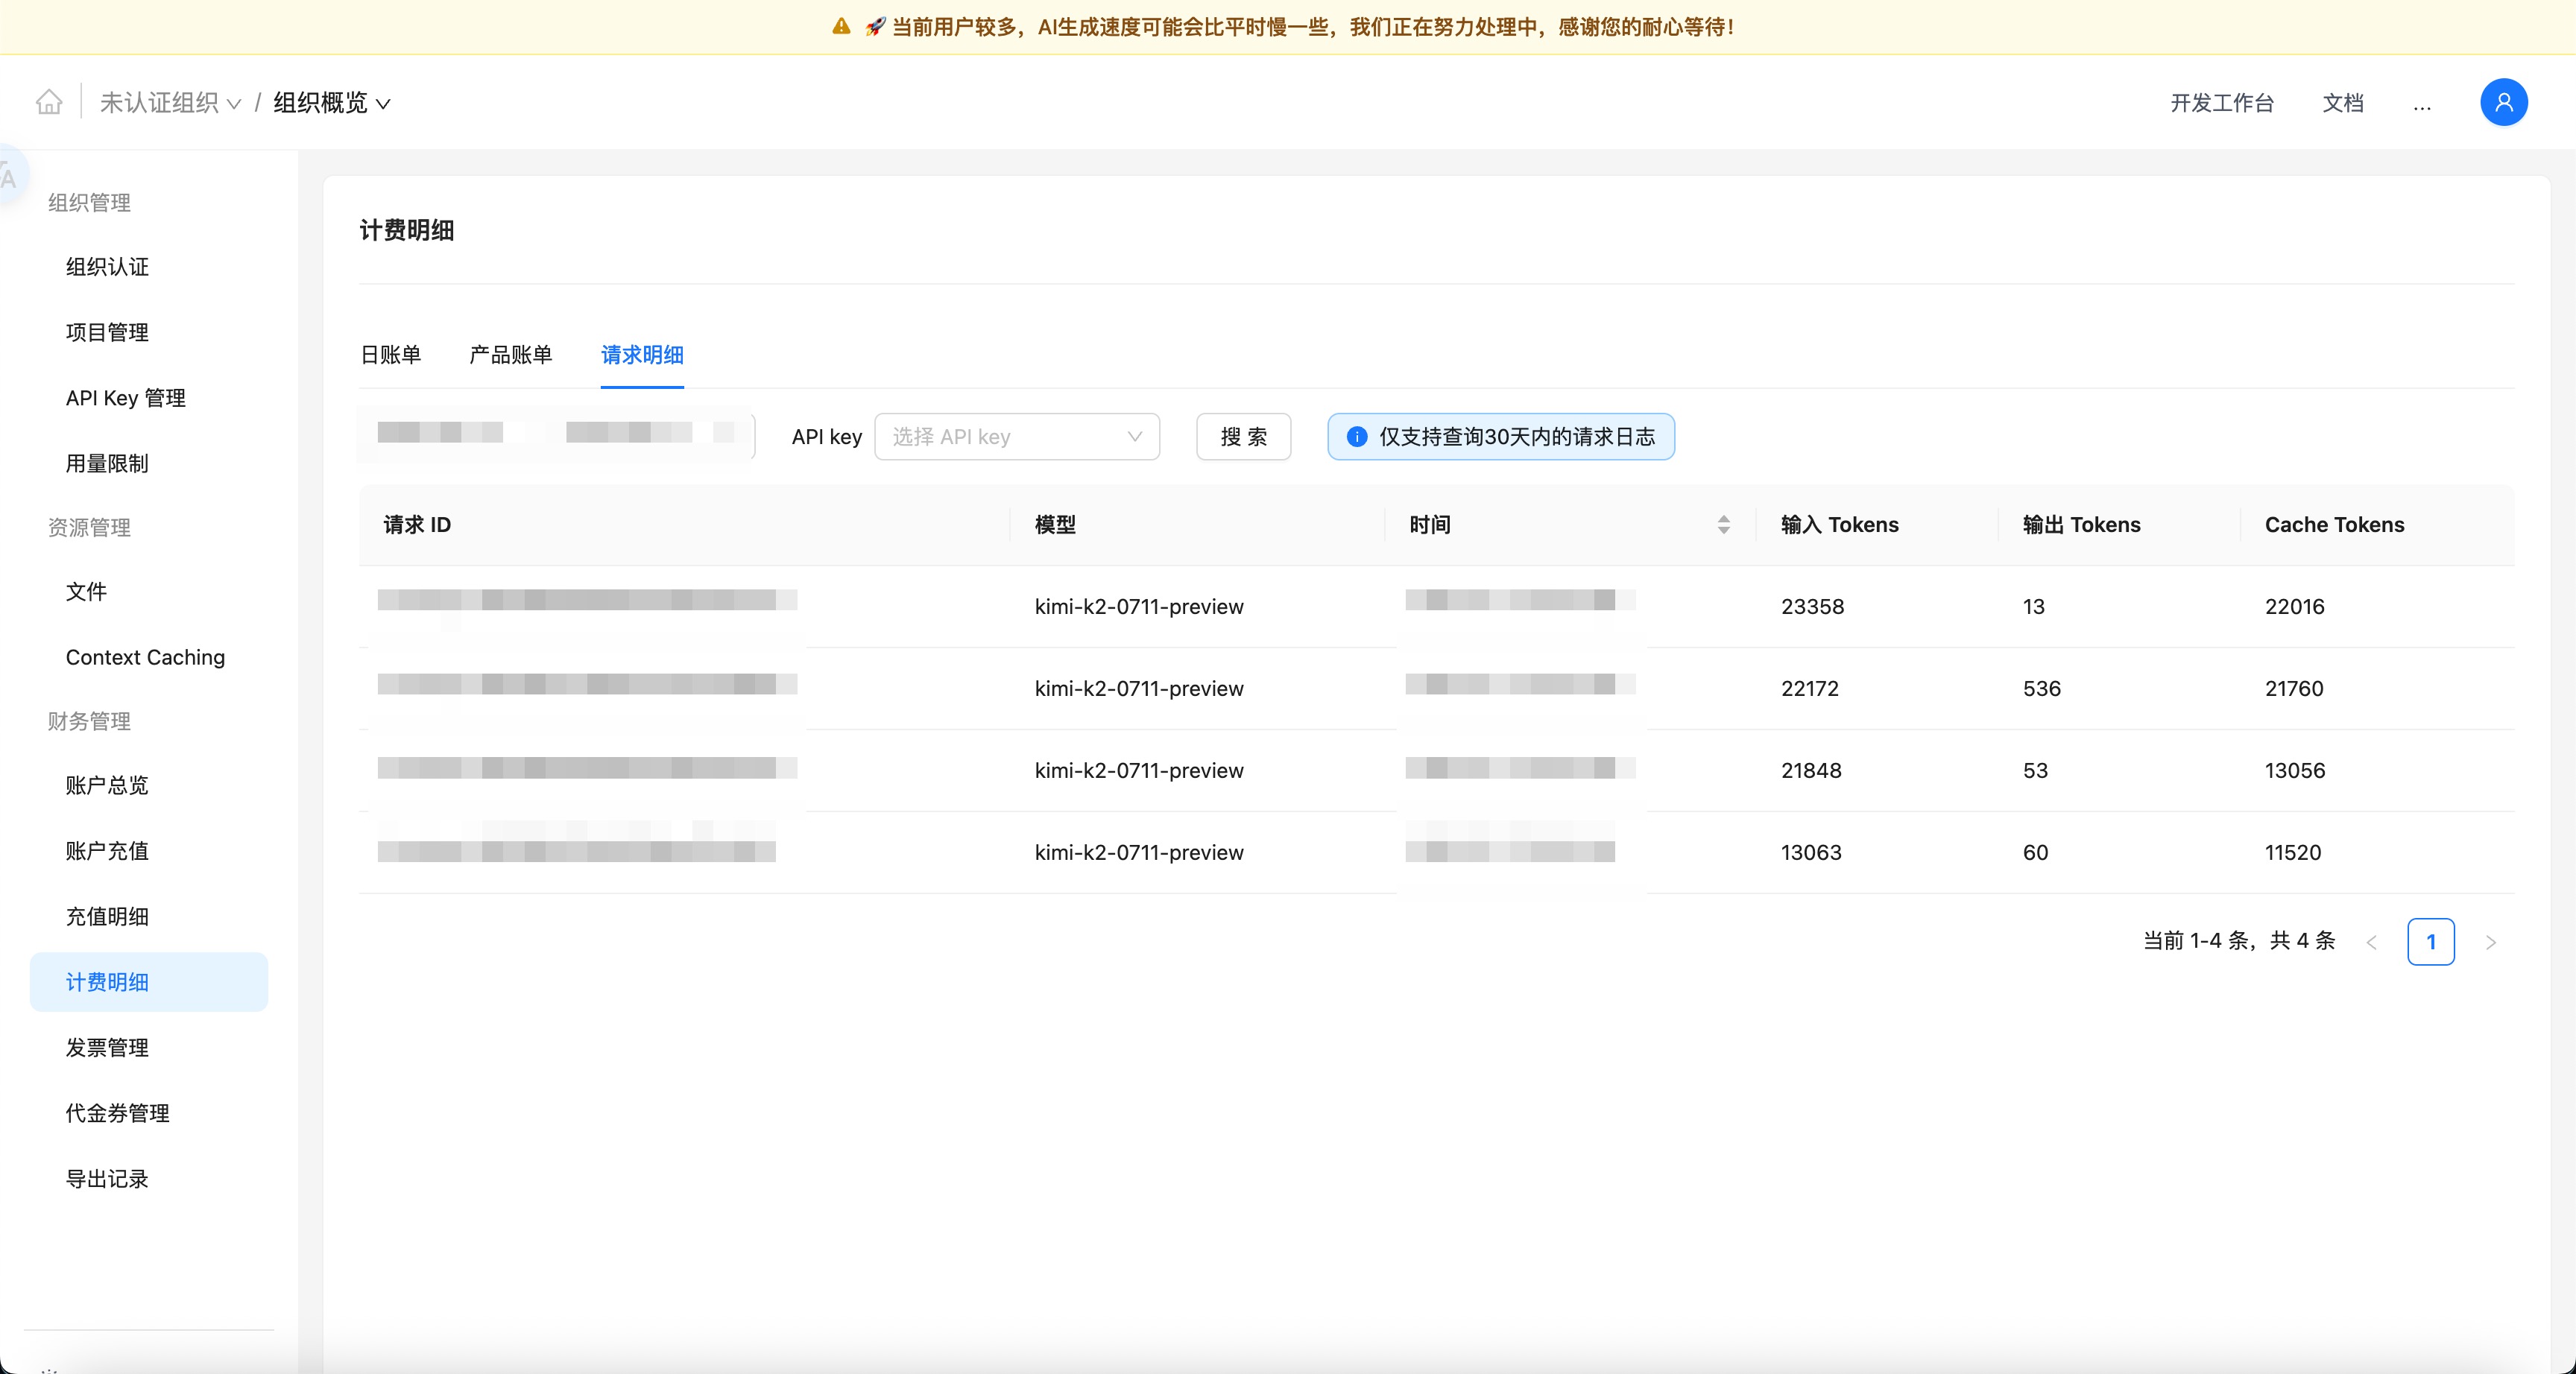 🚀 当前用户较多，AI生成速度可能会比平时慢一些，我们正在努力处理中，感谢您的耐心等待！
未认证组织 / 组织概览
开发工作台 文档 ...
组织管理
组织认证
项目管理
API Key 管理
用量限制
资源管理
文件
Context Caching
财务管理
账户总览
账户充值
充值明细
计费明细
发票管理
代金券管理
导出记录
计费明细
日账单 产品账单 请求明细
API key 选择 API key 搜 索 仅支持查询30天内的请求日志
请求 ID 模型 时间 输入 Tokens 输出 Tokens Cache Tokens
kimi-k2-0711-preview 23358 13 22016
kimi-k2-0711-preview 22172 536 21760
kimi-k2-0711-preview 21848 53 13056
kimi-k2-0711-preview 13063 60 11520
当前 1-4 条，共 4 条 < 1 >